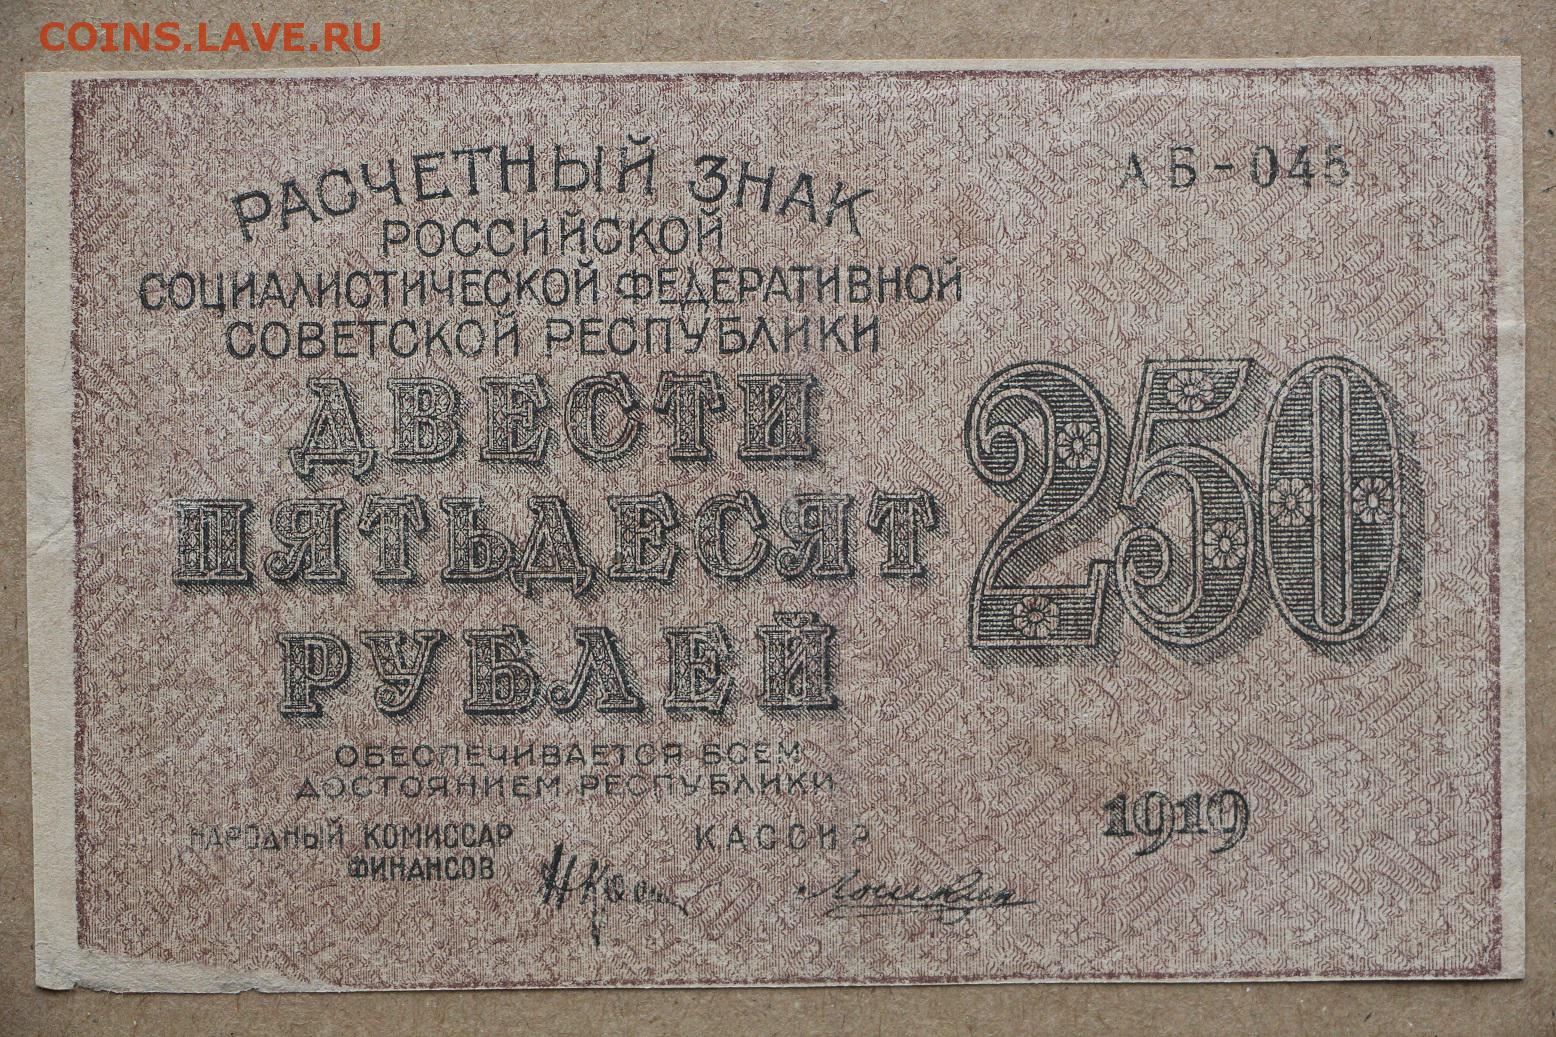 COINS.LAVE.RU
РАСЧЕТНЫЙ ЗНАК
РОССИЙСКОЙ
СОЦИАЛИСТИЧЕСКОЙ ФЕДЕРАТИВНОЙ
СОВЕТСКОЙ РЕСПУБЛИКИ
АБ-045
ДВЕСТИ
ПЯТЬДЕСЯТ
РУБЛЕЙ
250
ОБЕСПЕЧИВАЕТСЯ ВСЕМ
ДОСТОЯНИЕМ РЕСПУБЛИКИ
НАРОДНЫЙ КОМИССАР
ФИНАНСОВ
КАССИР
1919